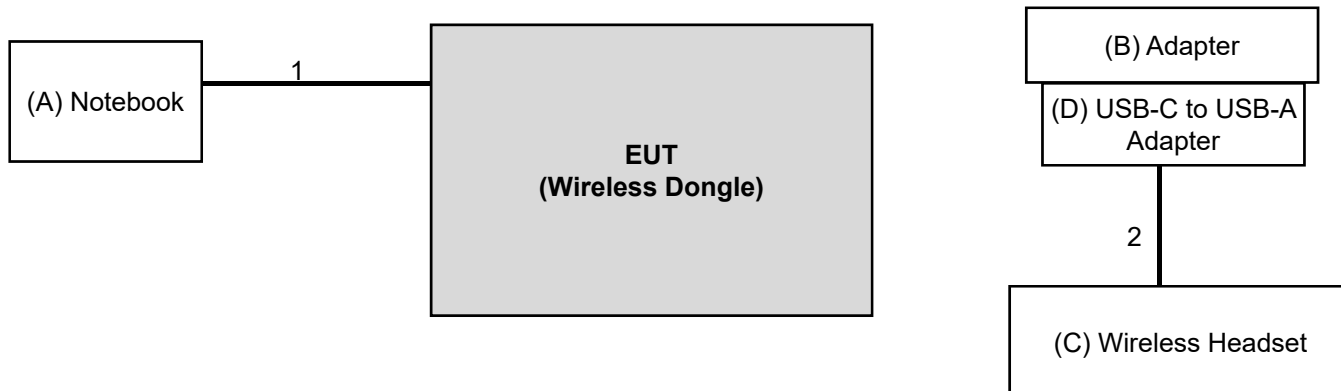 (A) Notebook
1
EUT
(Wireless Dongle)
(B) Adapter
(D) USB-C to USB-A
Adapter
2
(C) Wireless Headset